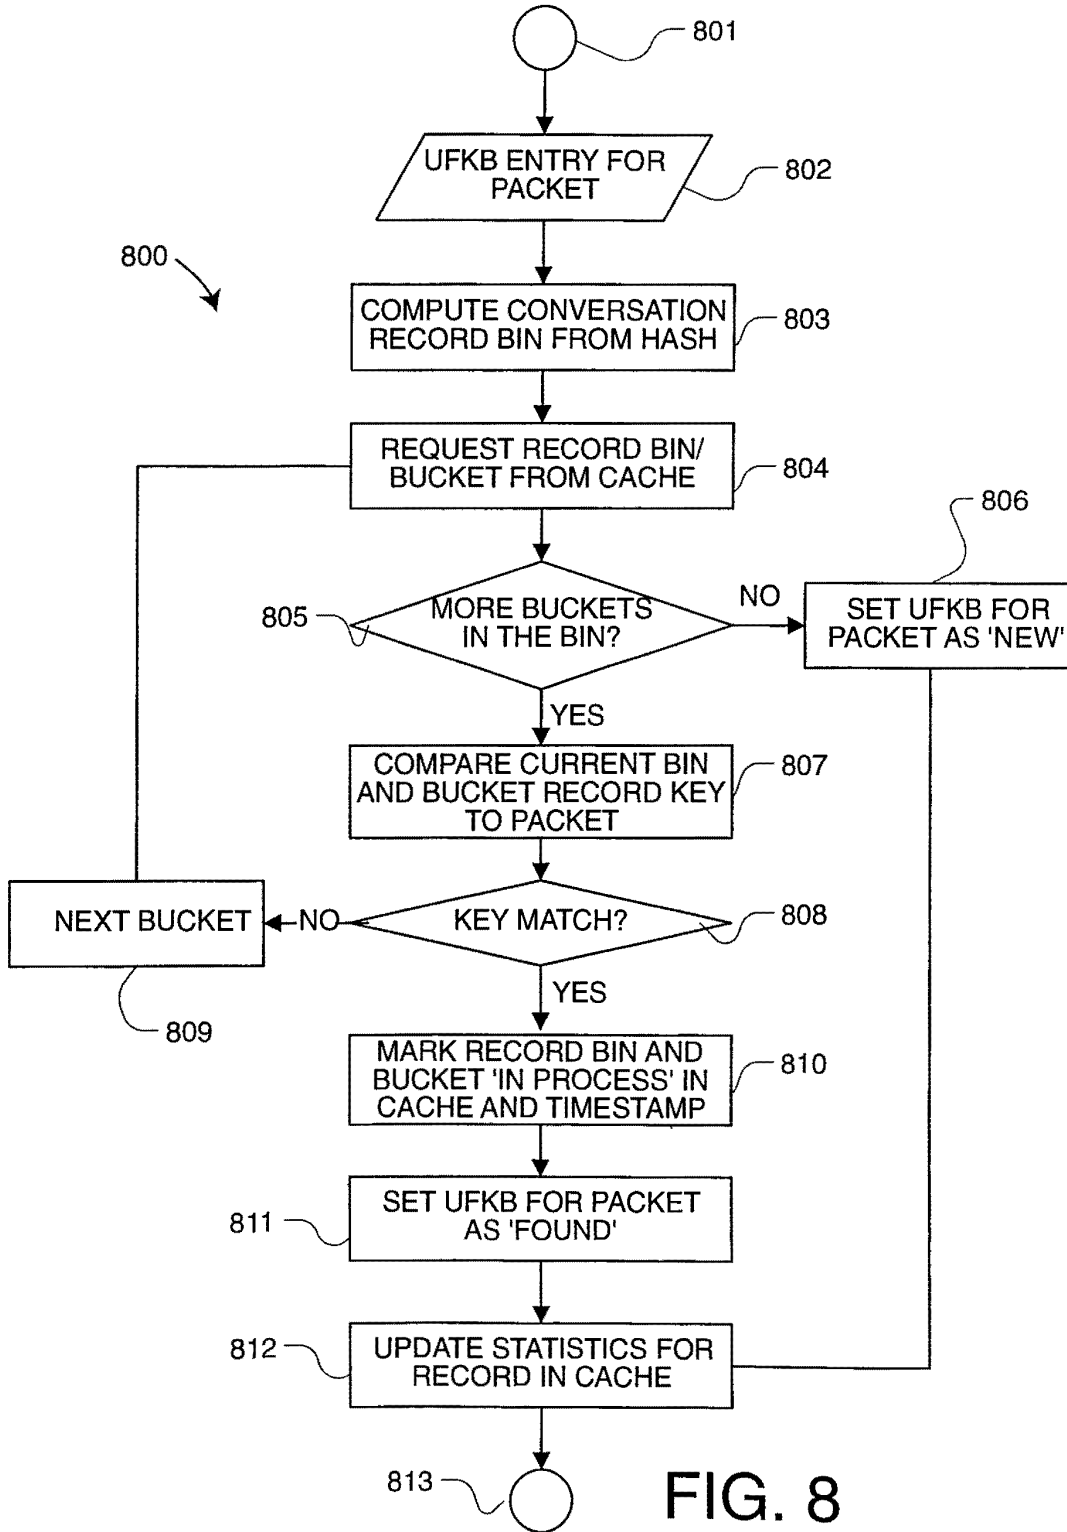 801
UFKB ENTRY FOR
PACKET
802
800
COMPUTE CONVERSATION
RECORD BIN FROM HASH
803
REQUEST RECORD BIN/
BUCKET FROM CACHE
804
806
805
MORE BUCKETS
IN THE BIN?
NO
SET UFKB FOR
PACKET AS 'NEW'
YES
COMPARE CURRENT BIN
AND BUCKET RECORD KEY
TO PACKET
807
NEXT BUCKET
NO
KEY MATCH?
808
YES
809
MARK RECORD BIN AND
BUCKET 'IN PROCESS' IN
CACHE AND TIMESTAMP
810
811
SET UFKB FOR PACKET
AS 'FOUND'
812
UPDATE STATISTICS FOR
RECORD IN CACHE
813
FIG. 8